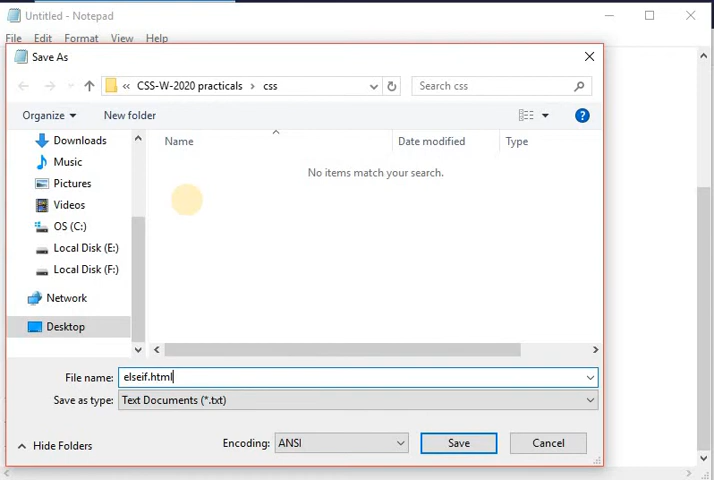 Untitled - Notepad
File Edit Format View Help
Save As
« CSS-W-2020 practicals › css
Search css
Organize New folder
?
Name Date modified Type
No items match your search.
Downloads
Music
Pictures
Videos
OS (C:)
Local Disk (E:)
Local Disk (F:)
Network
Desktop
File name: elseif.html
Save as type: Text Documents (*.txt)
Hide Folders
Encoding: ANSI
Save
Cancel